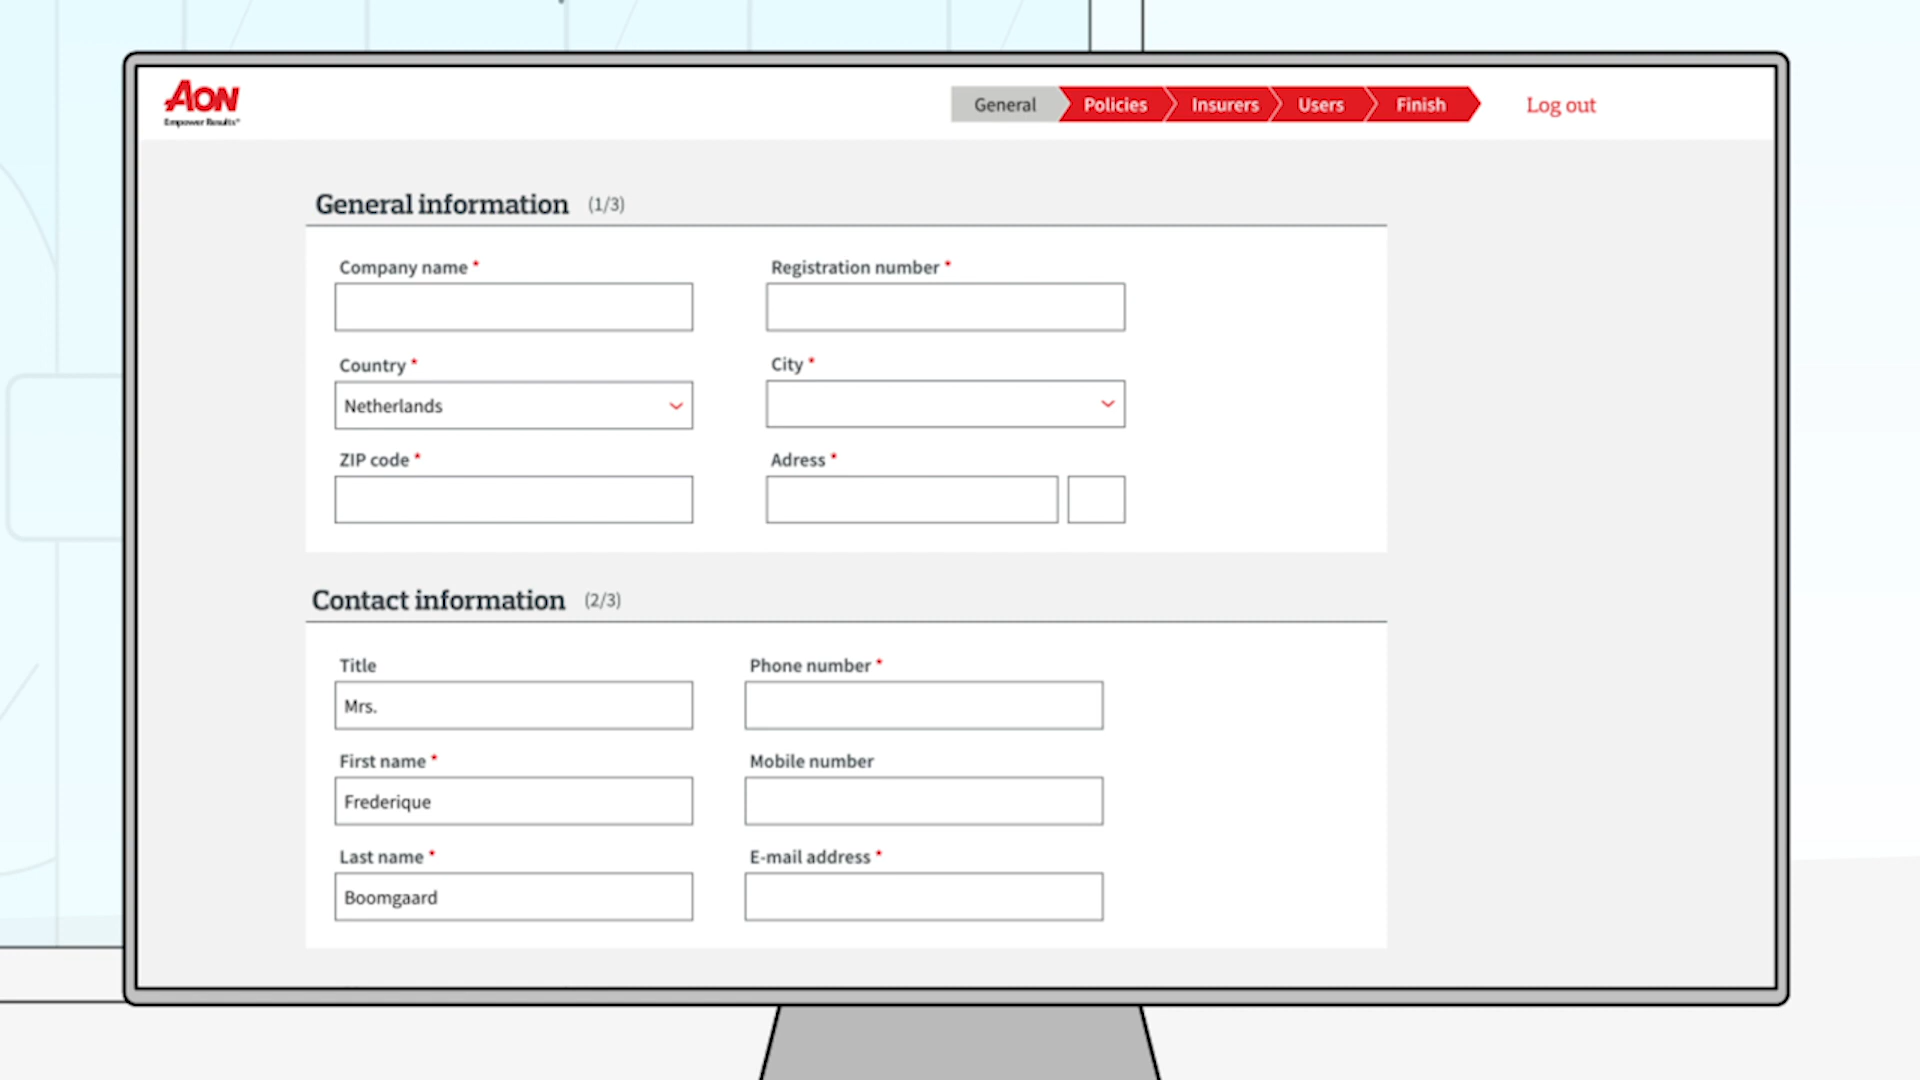 AON
Empower Results®
General Policies Insurers Users Finish Log out
General information (1/3)
Company name * Registration number *
Country * City *
Netherlands
ZIP code * Adress *
Contact information (2/3)
Title Phone number *
Mrs.
First name * Mobile number
Frederique
Last name * E-mail address *
Boomgaard